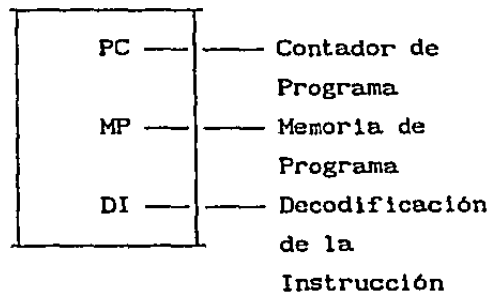 PC — Contador de
Programa
MP — Memoria de
Programa
DI — Decodificación
de la
Instrucción